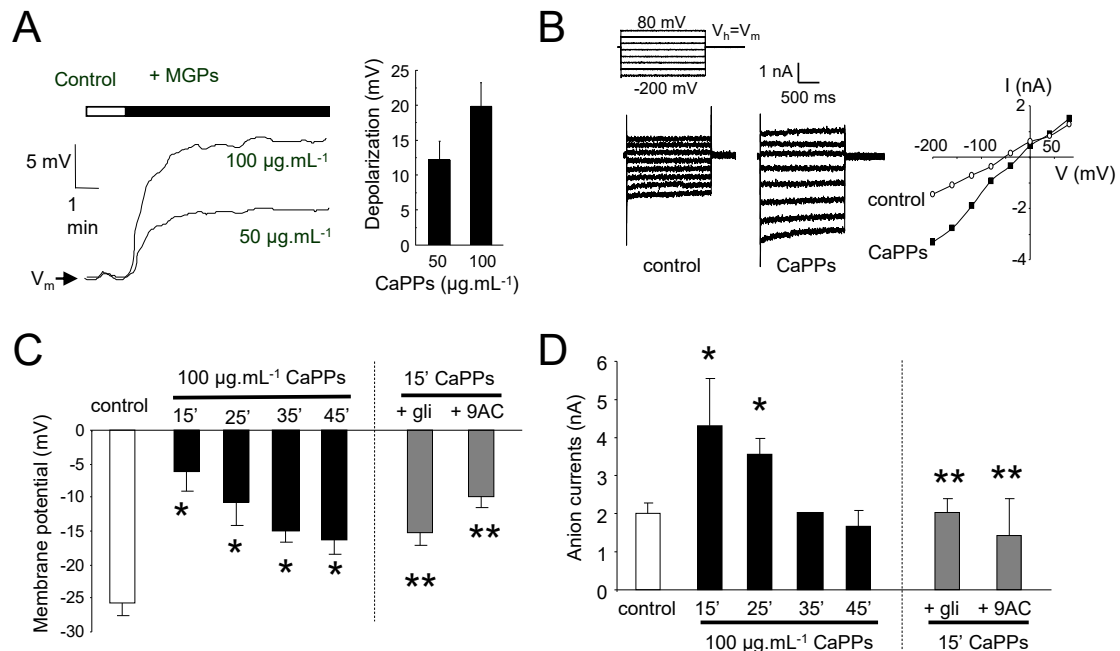 A
Control
+ MGPs
5 mV
1
min
100 µg.mL-1
50 µg.mL-1
Vm
Depolarization (mV)
25
20
15
10
5
0
50 100
CaPPs (µg.mL-1)
B
80 mV
Vh=Vm
-200 mV
1 nA
500 ms
control
CaPPs
I (nA)
2
-200 -100 50
V (mV)
control
-2
CaPPs
-4
C
100 µg.mL-1 CaPPs
15' CaPPs
control 15' 25' 35' 45' + gli + 9AC
Membrane potential (mV)
0
-5
-10
-15
-20
-25
-30
* * * * ** **
D
Anion currents (nA)
6
5
4
3
2
1
0
* * ** **
control 15' 25' 35' 45' + gli + 9AC
100 µg.mL-1 CaPPs
15' CaPPs